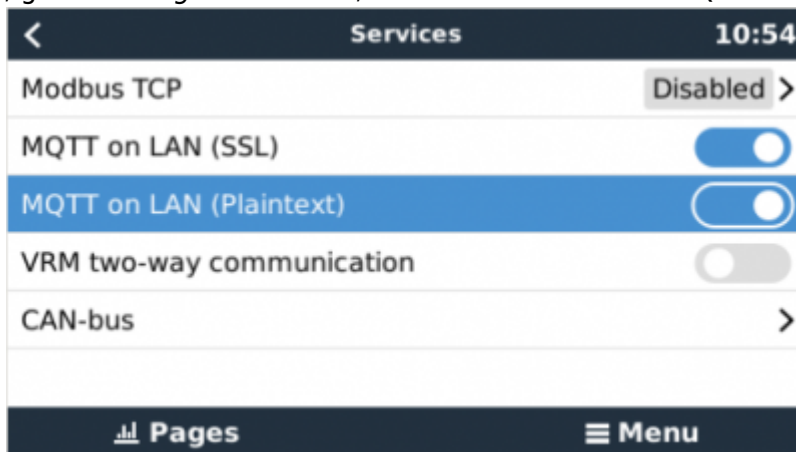 Services 10:54
Modbus TCP Disabled
MQTT on LAN (SSL)
MQTT on LAN (Plaintext)
VRM two-way communication
CAN-bus
Pages Menu